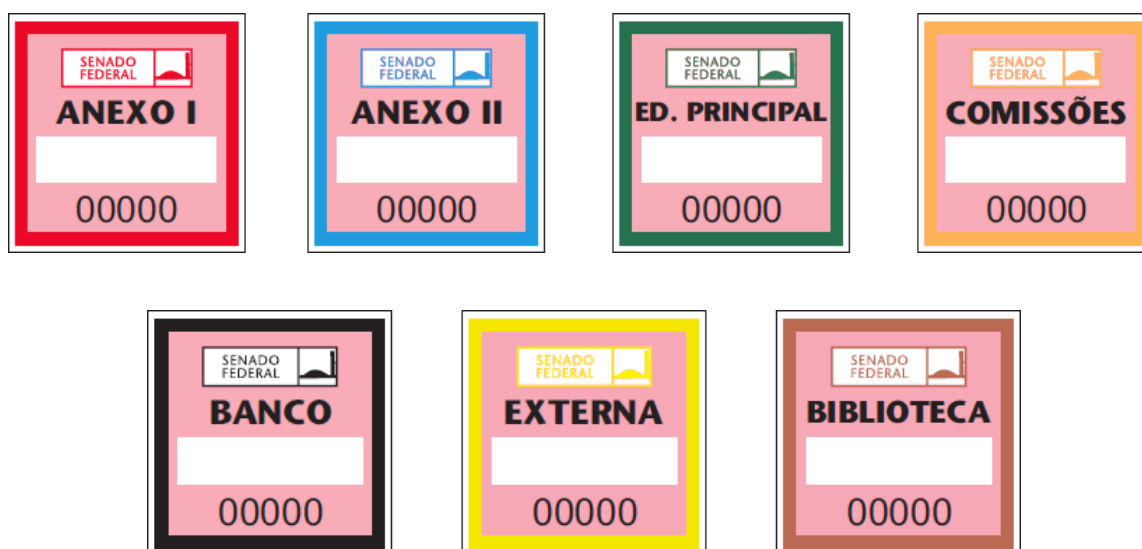 SENADO
FEDERAL
ANEXO I
00000
SENADO
FEDERAL
ANEXO II
00000
SENADO
FEDERAL
ED. PRINCIPAL
00000
SENADO
FEDERAL
COMISSÕES
00000
SENADO
FEDERAL
BANCO
00000
SENADO
FEDERAL
EXTERNA
00000
SENADO
FEDERAL
BIBLIOTECA
00000